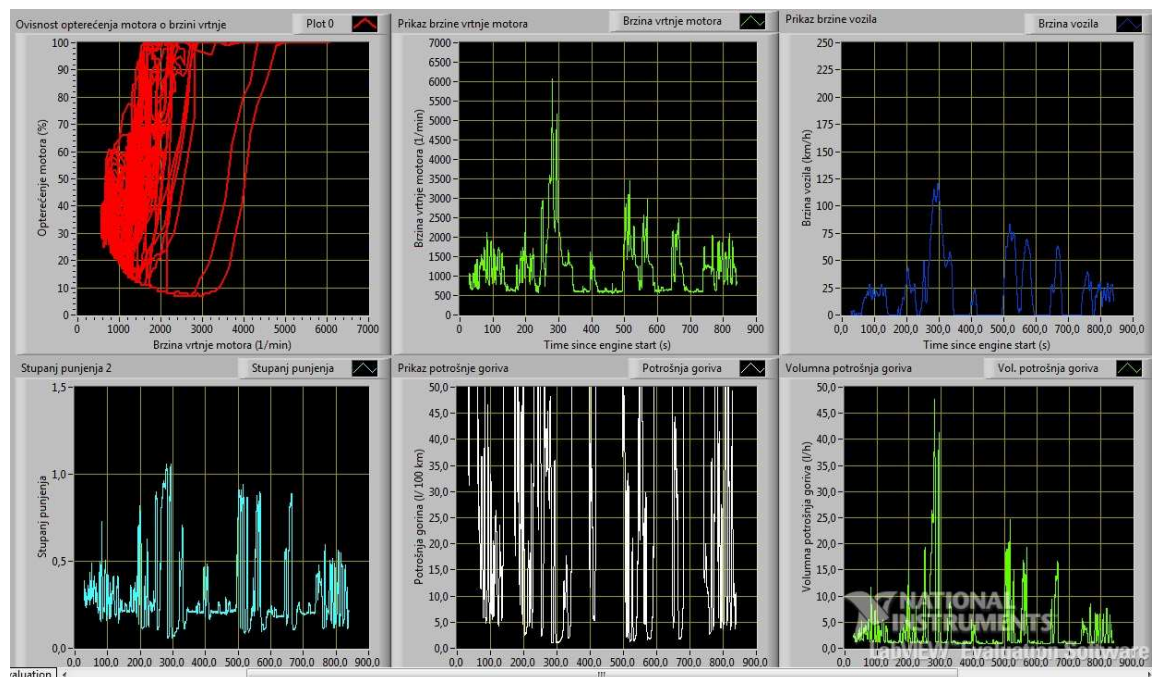 Ovisnost opterećenja motora o brzini vrtnje
Plot 0
100
90
80
70
60
50
40
30
20
10
0
Opterećenje motora (%)
0 1000 2000 3000 4000 5000 6000 7000
Brzina vrtnje motora (1/min)
Prikaz brzine vrtnje motora
Brzina vrtnje motora
7000
6500
6000
5500
5000
4500
4000
3500
3000
2500
2000
1500
1000
500
0
Brzina vrtnje motora (1/min)
0 100 200 300 400 500 600 700 800 900
Time since engine start (s)
Prikaz brzine vozila
Brzina vozila
250
225
200
175
150
125
100
75
50
25
0
Brzina vozila (km/h)
0,0 100,0 200,0 300,0 400,0 500,0 600,0 700,0 800,0 900,0
Time since engine start (s)
Stupanj punjenja 2
Stupanj punjenja
1,5
1,0
0,5
0,0
Stupanj punjenja
0,0 100,0 200,0 300,0 400,0 500,0 600,0 700,0 800,0 900,0
Prikaz potrošnje goriva
Potrošnja goriva
50,0
45,0
40,0
35,0
30,0
25,0
20,0
15,0
10,0
5,0
0,0
Potrošnja gorina (l/ 100 km)
0 100 200 300 400 500 600 700 800 900
Volumna potrošnja goriva
Vol. potrošnja goriva
50,0
45,0
40,0
35,0
30,0
25,0
20,0
15,0
10,0
5,0
0,0
Volumna potrošnja goriva (l/h)
0,0 100,0 200,0 300,0 400,0 500,0 600,0 700,0 800,0 900,0
NATIONAL
INSTRUMENTS
LabVIEW Evaluation Software
valuation